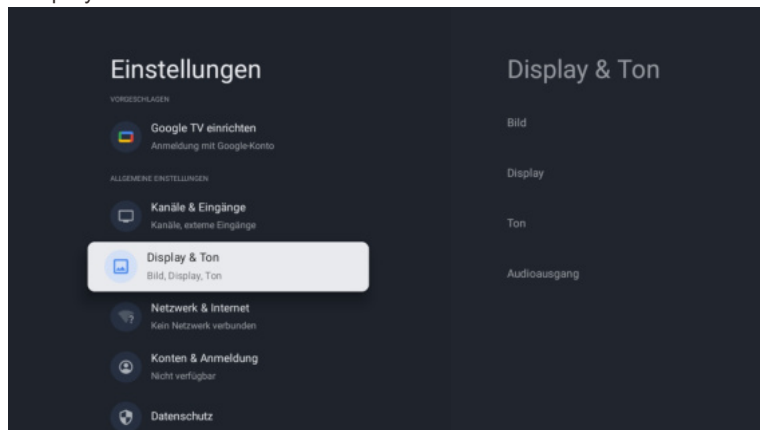 Einstellungen
VORGESCHLAGEN
Google TV einrichten
Anmeldung mit Google-Konto
ALLGEMEINE EINSTELLUNGEN
Kanäle & Eingänge
Kanäle, externe Eingänge
Display & Ton
Bild, Display, Ton
Netzwerk & Internet
Kein Netzwerk verbunden
Konten & Anmeldung
Nicht verfügbar
Datenschutz
Display & Ton
Bild
Display
Ton
Audioausgang